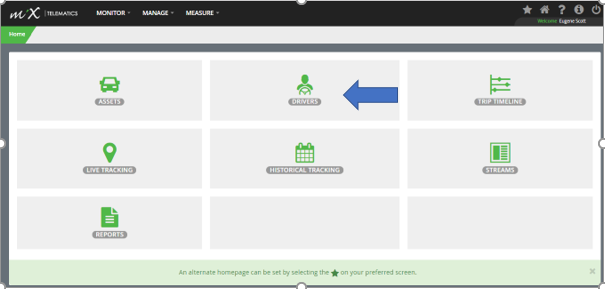 mix TELEMATICS MONITOR MANAGE MEASURE
Welcome Eugene Scott
Home
ASSETS DRIVERS TRIP TIMELINE
LIVE TRACKING HISTORICAL TRACKING STREAMS
REPORTS
An alternate homepage can be set by selecting the on your preferred screen.